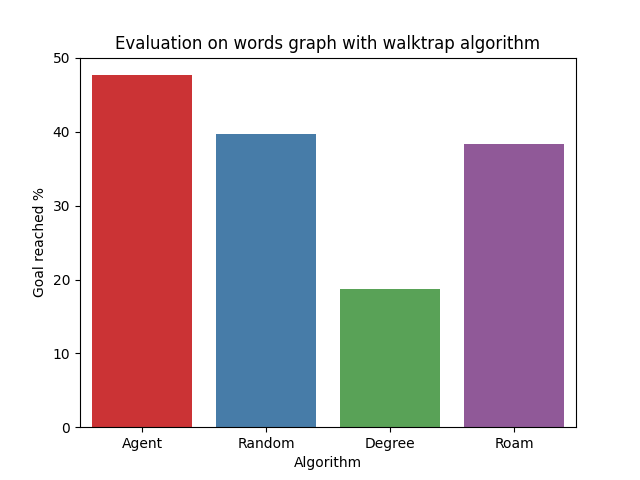 Evaluation on words graph with walktrap algorithm
50
40
30
20
10
0
Goal reached %
Agent Random Degree Roam
Algorithm